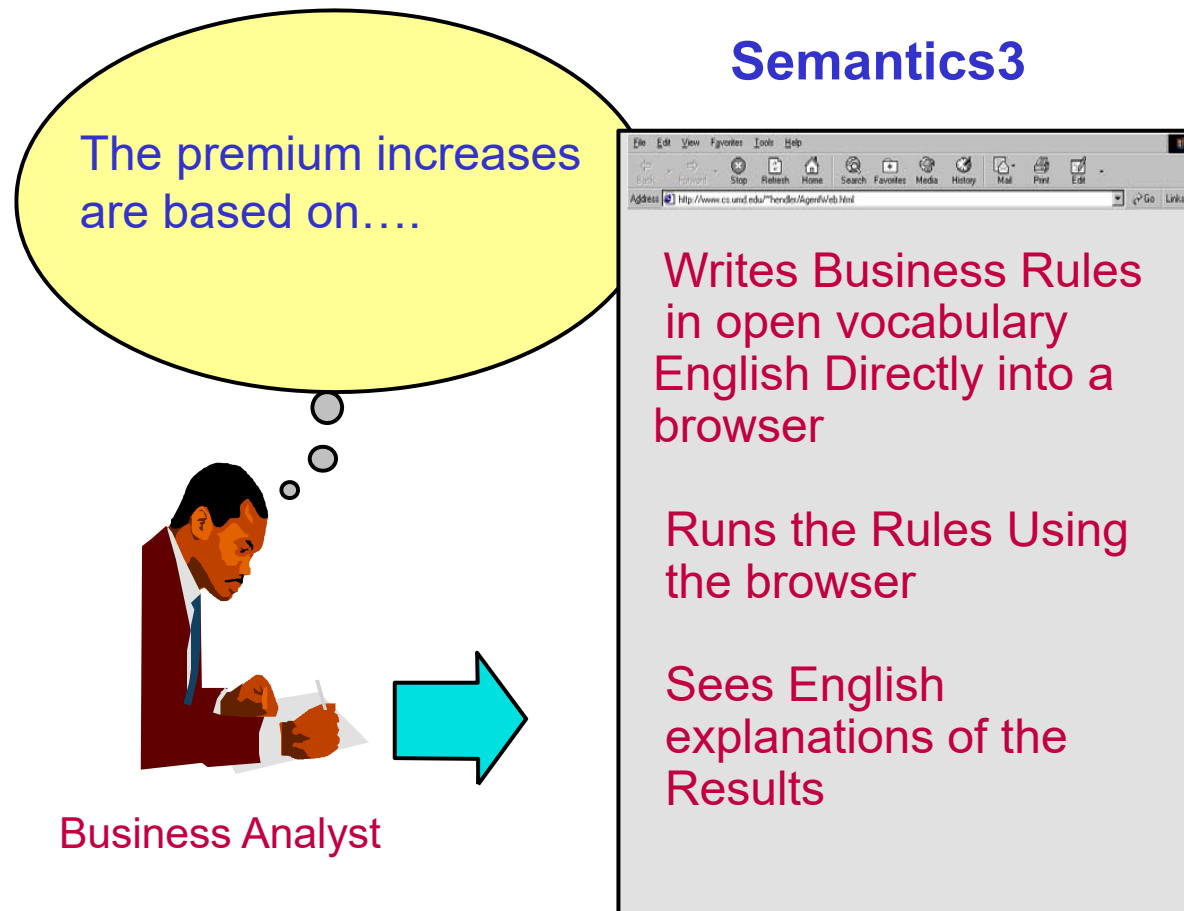 Semantics3
The premium increases
are based on....
File Edit View Favorites Tools Help
Back Forward Stop Refresh Home Search Favorites Media History Mail Print Edit
Address http://www.cs.umd.edu/~hendler/AgentWeb.html Go Links
Writes Business Rules
in open vocabulary
English Directly into a
browser
Runs the Rules Using
the browser
Sees English
explanations of the
Results
Business Analyst